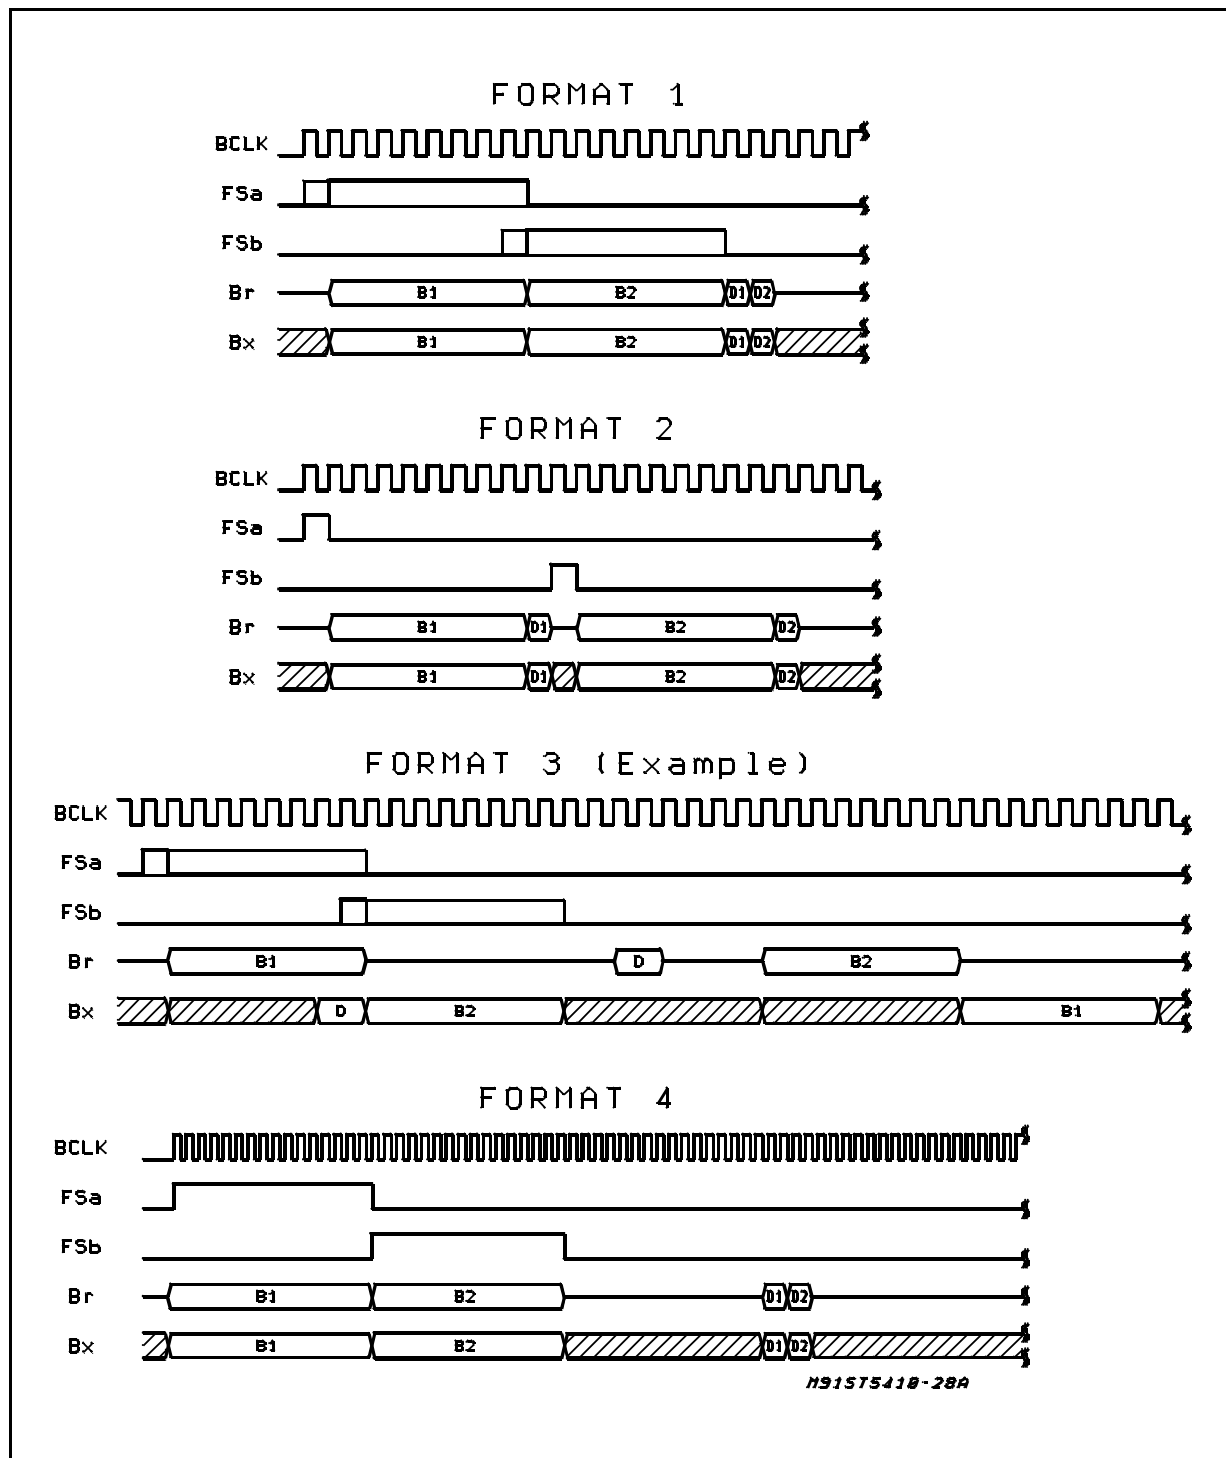 FORMAT 1
BCLK
FSa
FSb
Br B1 B2 D1 D2
Bx B1 B2 D1 D2
FORMAT 2
BCLK
FSa
FSb
Br B1 D1 B2 D2
Bx B1 D1 B2 D2
FORMAT 3 (Example)
BCLK
FSa
FSb
Br B1 D B2
Bx D B2 B1
FORMAT 4
BCLK
FSa
FSb
Br B1 B2 D1 D2
Bx B1 B2 D1 D2
M91ST5410-28A